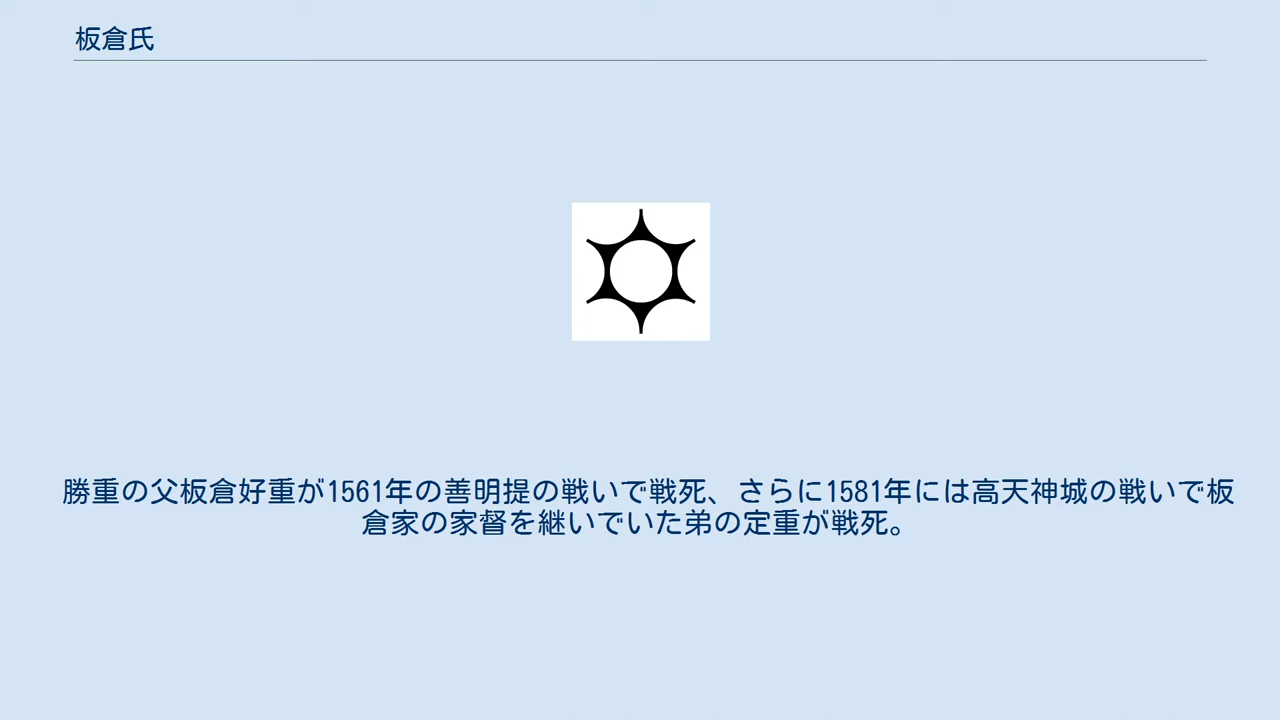 板倉氏
勝重の父板倉好重が1561年の善明提の戦いで戦死、さらに1581年には高天神城の戦いで板
倉家の家督を継いでいた弟の定重が戦死。